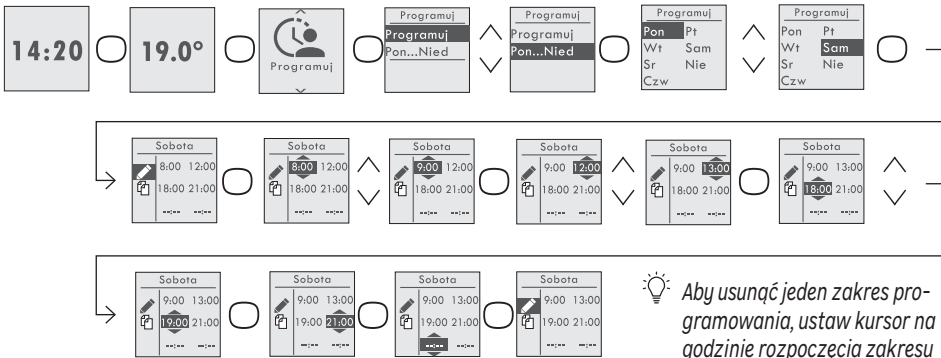 14:20
19.0°
Programuj
Programuj
Programuj
Pon...Nied
Programuj
Programuj
Pon...Nied
Programuj
Pon Pt
Wt Sam
Sr Nie
Czw
Programuj
Pon Pt
Wt Sam
Sr Nie
Czw
Sobota
8:00 12:00
18:00 21:00
--:-- --:--
Sobota
8:00 12:00
18:00 21:00
--:-- --:--
Sobota
9:00 12:00
18:00 21:00
--:-- --:--
Sobota
9:00 12:00
18:00 21:00
--:-- --:--
Sobota
9:00 13:00
18:00 21:00
--:-- --:--
Sobota
9:00 13:00
18:00 21:00
--:-- --:--
Sobota
9:00 13:00
19:00 21:00
--:-- --:--
Sobota
9:00 13:00
19:00 21:00
--:-- --:--
Sobota
9:00 13:00
19:00 21:00
--:-- --:--
Sobota
9:00 13:00
19:00 21:00
--:-- --:--
Aby usunąć jeden zakres pro-
gramowania, ustaw kursor na
godzinie rozpoczęcia zakresu